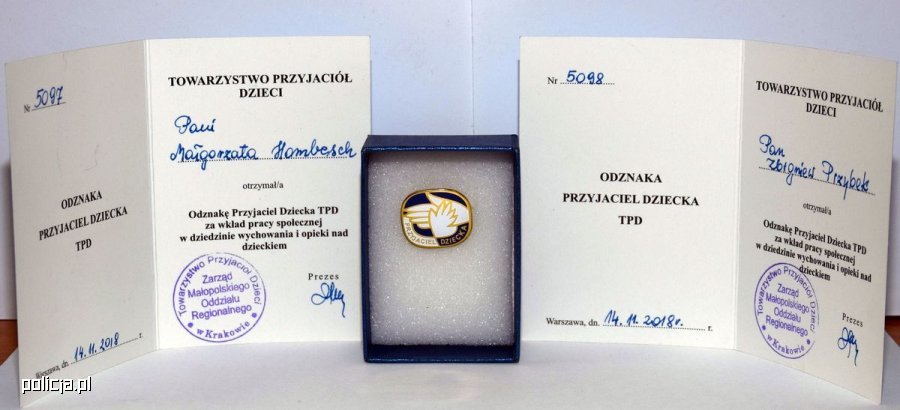 Nr 5097
ODZNAKA
PRZYJACIEL DZIECKA
TPD
Warszawa, dn. 14.11.2018 r.
TOWARZYSTWO PRZYJACIÓŁ
DZIECI
Pani
Małgorzata Hombesch
otrzymał/a
Odznakę Przyjaciel Dziecka TPD
za wkład pracy społecznej
w dziedzinie wychowania i opieki nad
dzieckiem
Prezes
Towarzystwo Przyjaciół Dzieci
Zarząd
Małopolskiego
Oddziału
Regionalnego
w Krakowie
PRZYJACIEL DZIECKA
Nr 5098
ODZNAKA
PRZYJACIEL DZIECKA
TPD
Warszawa, dn. 14.11.2018r. r.
TOWARZYSTWO PRZYJACIÓŁ
DZIECI
Pan
Zbigniew Przybek
otrzymał/a
Odznakę Przyjaciel Dziecka TPD
za wkład pracy społecznej
w dziedzinie wychowania i opieki nad
dzieckiem
Prezes
Towarzystwo Przyjaciół Dzieci
Zarząd
Małopolskiego
Oddziału
Regionalnego
w Krakowie
policja.pl